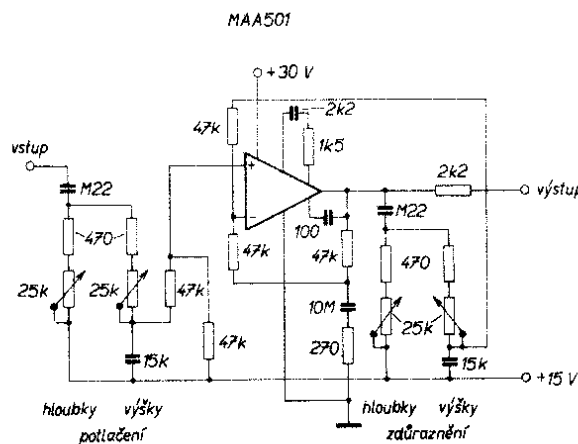 MAA501
+30 V
2k2
47k
1k5
vstup
2k2
výstup
M22
+
-
M22
100
470
47k
47k
470
25k
25k
47k
10M
25k
47k
270
15k
15k
+15 V
hloubky
výšky
hloubky
výšky
potlačení
zdůraznění